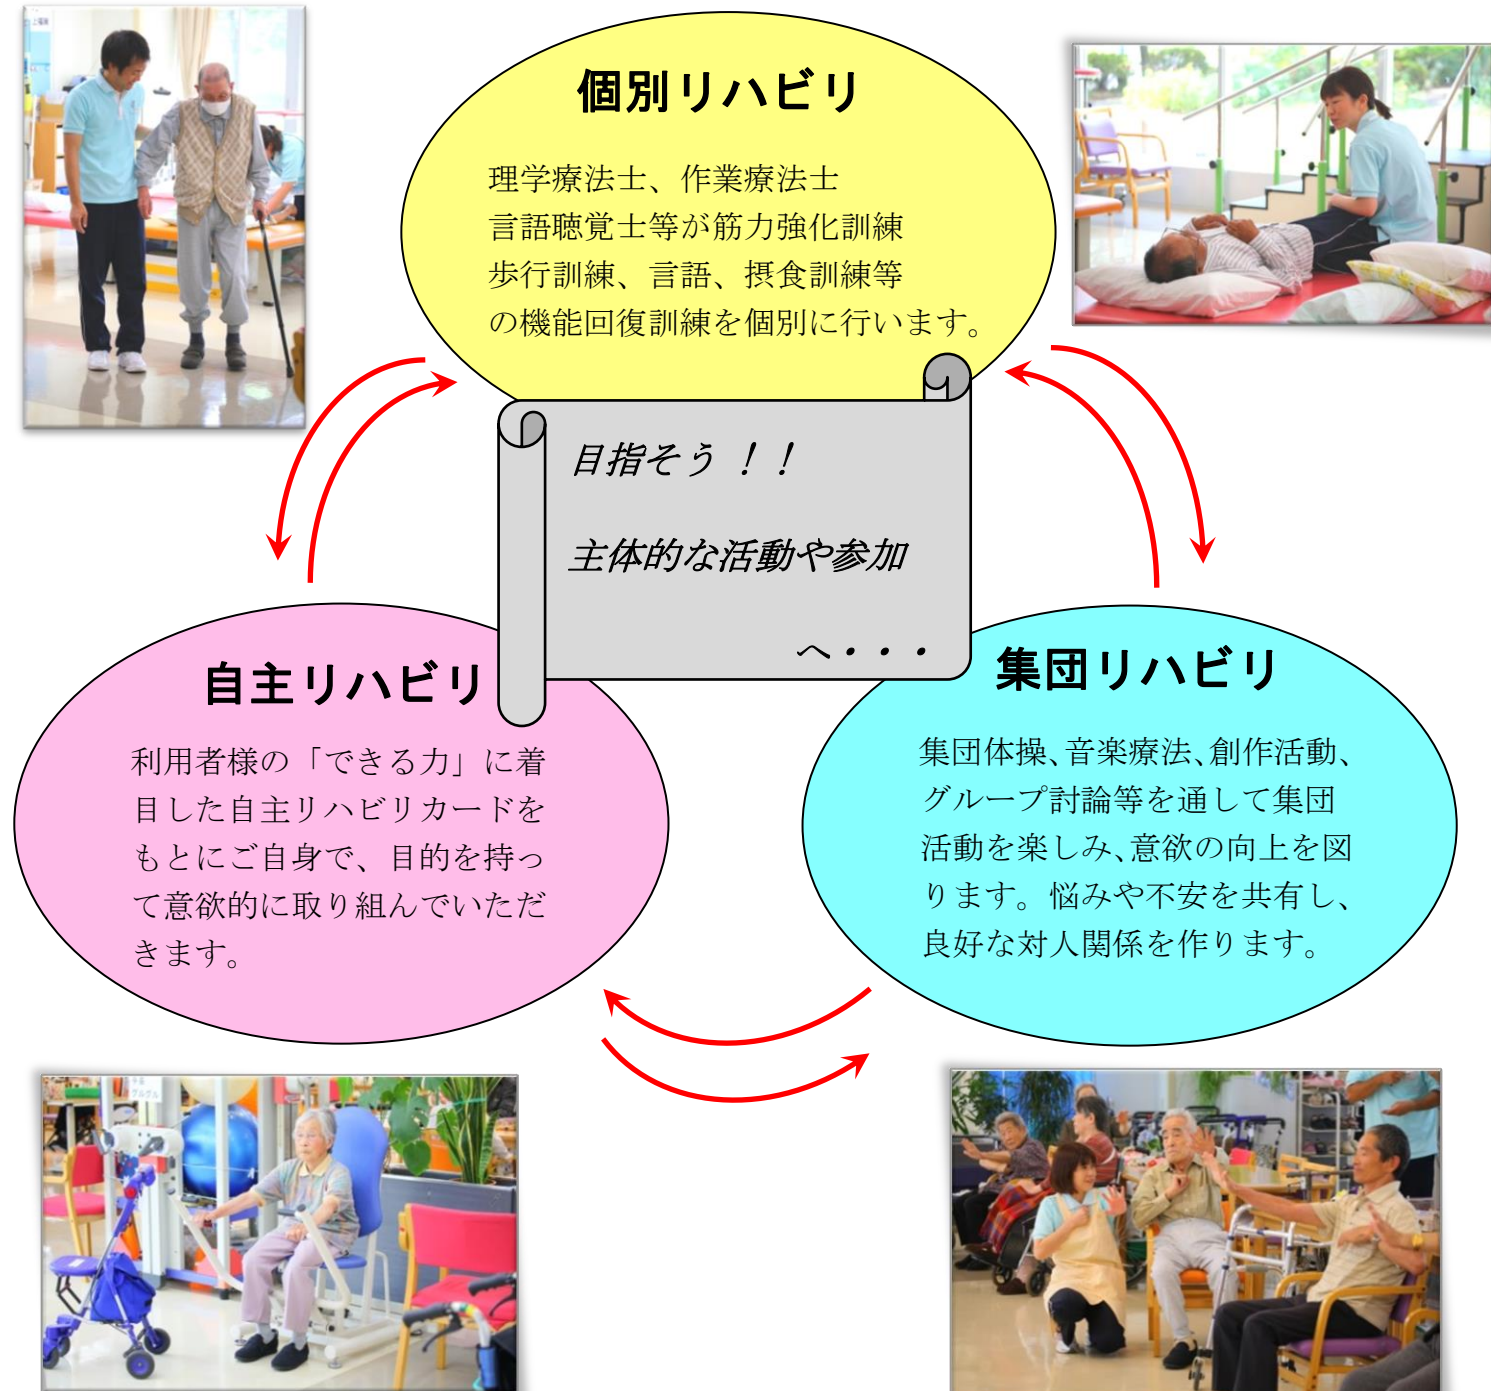 個別リハビリ
理学療法士、作業療法士
言語聴覚士等が筋力強化訓練
歩行訓練、言語、摂食訓練等
の機能回復訓練を個別に行います。
目指そう！！
主体的な活動や参加
へ・・・
自主リハビリ
利用者様の「できる力」に着
目した自主リハビリカードを
もとにご自身で、目的を持っ
て意欲的に取り組んでいただ
きます。
集団リハビリ
集団体操、音楽療法、創作活動、
グループ討論等を通して集団
活動を楽しみ、意欲の向上を図
ります。悩みや不安を共有し、
良好な対人関係を作ります。